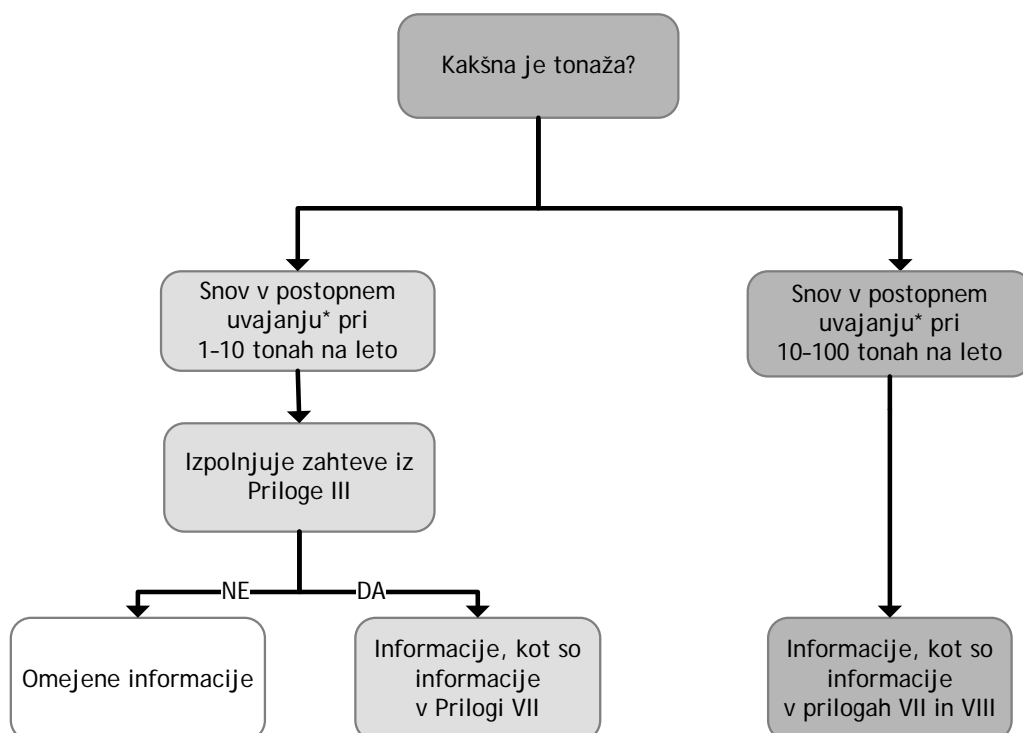 Kakšna je tonaža?
Snov v postopnem
uvajanju* pri
1–10 tonah na leto
Snov v postopnem
uvajanju* pri
10–100 tonah na leto
Izpolnjuje zahteve iz
Priloge III
NE
DA
Omejene informacije
Informacije, kot so
informacije
v Prilogi VII
Informacije, kot so
informacije
v prilogah VII in VIII